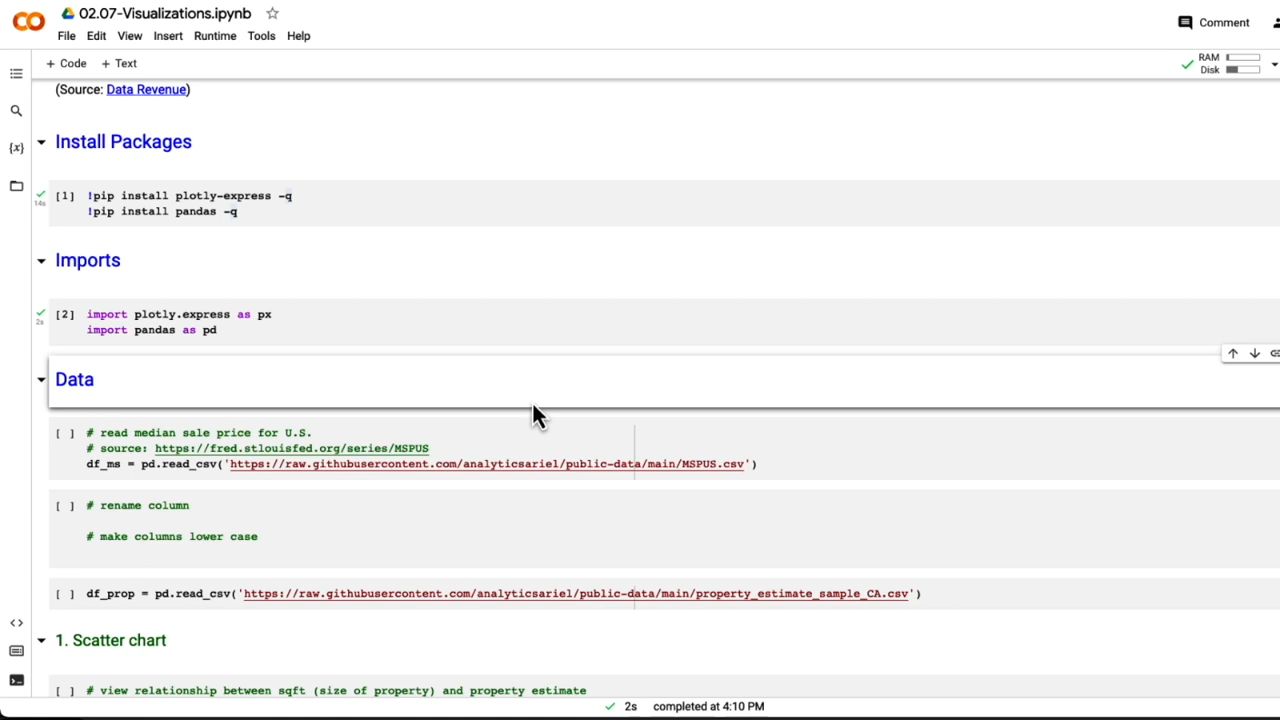 02.07-Visualizations.ipynb
File Edit View Insert Runtime Tools Help
Comment
+ Code + Text
RAM
Disk
(Source: Data Revenue)
Install Packages
[1] !pip install plotly-express -q
!pip install pandas -q
14s
Imports
[2] import plotly.express as px
import pandas as pd
2s
Data
[ ] # read median sale price for U.S.
# source: https://fred.stlouisfed.org/series/MSPUS
df_ms = pd.read_csv('https://raw.githubusercontent.com/analyticsariel/public-data/main/MSPUS.csv')
[ ] # rename column
# make columns lower case
[ ] df_prop = pd.read_csv('https://raw.githubusercontent.com/analyticsariel/public-data/main/property_estimate_sample_CA.csv')
1. Scatter chart
[ ] # view relationship between sqft (size of property) and property estimate
2s completed at 4:10 PM